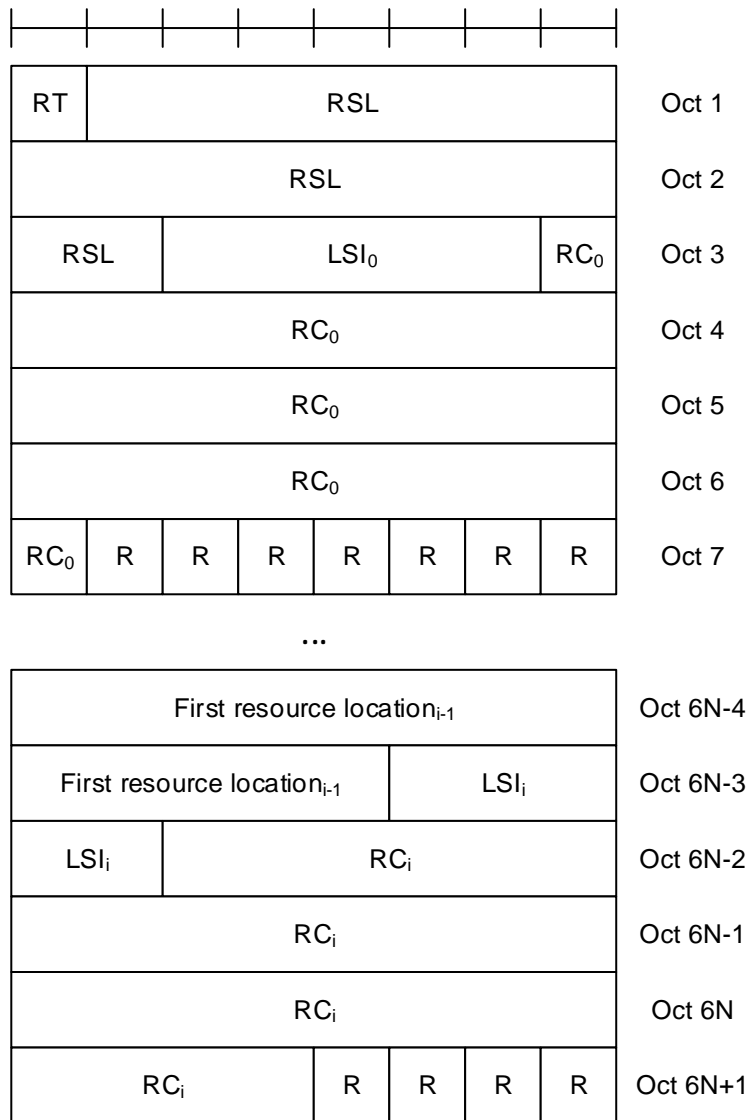 RT RSL Oct 1
RSL Oct 2
RSL LSI₀ RC₀ Oct 3
RC₀ Oct 4
RC₀ Oct 5
RC₀ Oct 6
RC₀ R R R R R R R Oct 7
...
First resource locationᵢ₋₁ Oct 6N-4
First resource locationᵢ₋₁ LSIᵢ Oct 6N-3
LSIᵢ RCᵢ Oct 6N-2
RCᵢ Oct 6N-1
RCᵢ Oct 6N
RCᵢ R R R R Oct 6N+1